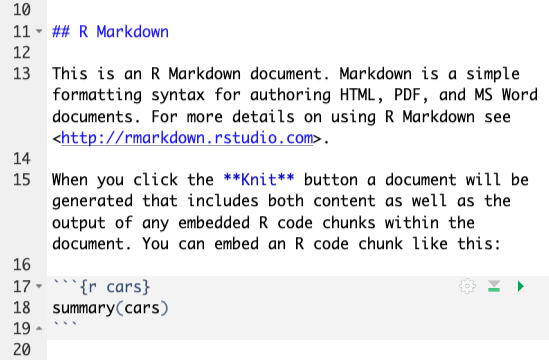 10
11 ## R Markdown
12
13 This is an R Markdown document. Markdown is a simple
formatting syntax for authoring HTML, PDF, and MS Word
documents. For more details on using R Markdown see
<http://rmarkdown.rstudio.com>.
14
15 When you click the **Knit** button a document will be
generated that includes both content as well as the
output of any embedded R code chunks within the
document. You can embed an R code chunk like this:
16
17 ```{r cars}
18 summary(cars)
19 ```
20